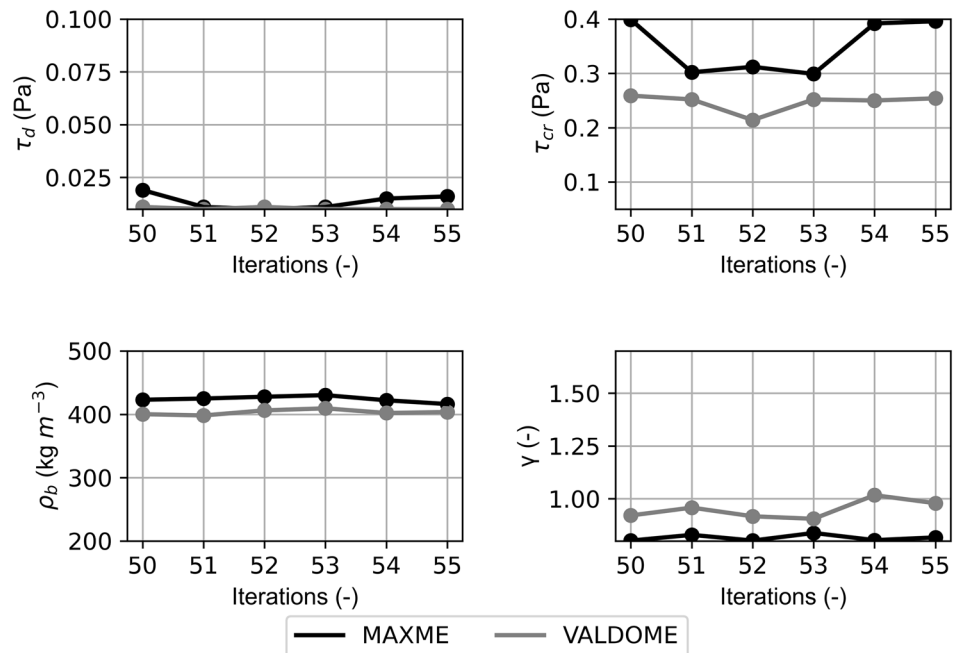 0.100
0.075
0.050
0.025
τ_d (Pa)
50 51 52 53 54 55
Iterations (-)
0.4
0.3
0.2
0.1
τ_cr (Pa)
50 51 52 53 54 55
Iterations (-)
500
400
300
200
ρ_b (kg m⁻³)
50 51 52 53 54 55
Iterations (-)
1.50
1.25
1.00
γ (-)
50 51 52 53 54 55
Iterations (-)
MAXME VALDOME